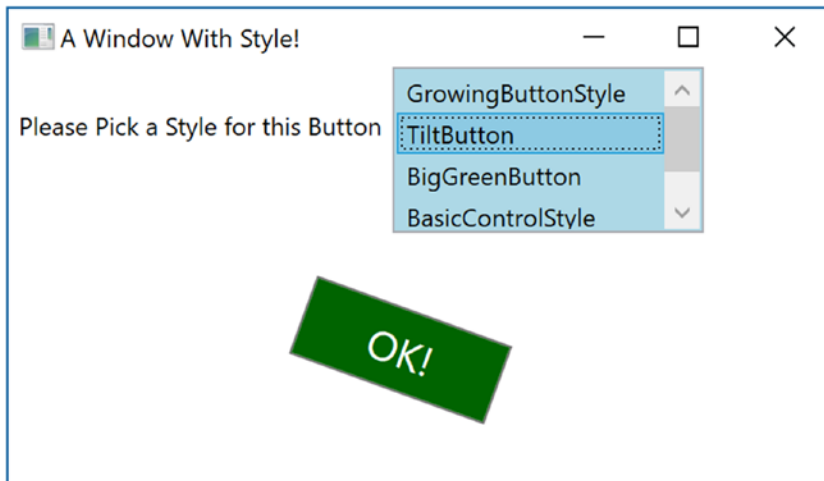 A Window With Style!
Please Pick a Style for this Button
GrowingButtonStyle
TiltButton
BigGreenButton
BasicControlStyle
OK!